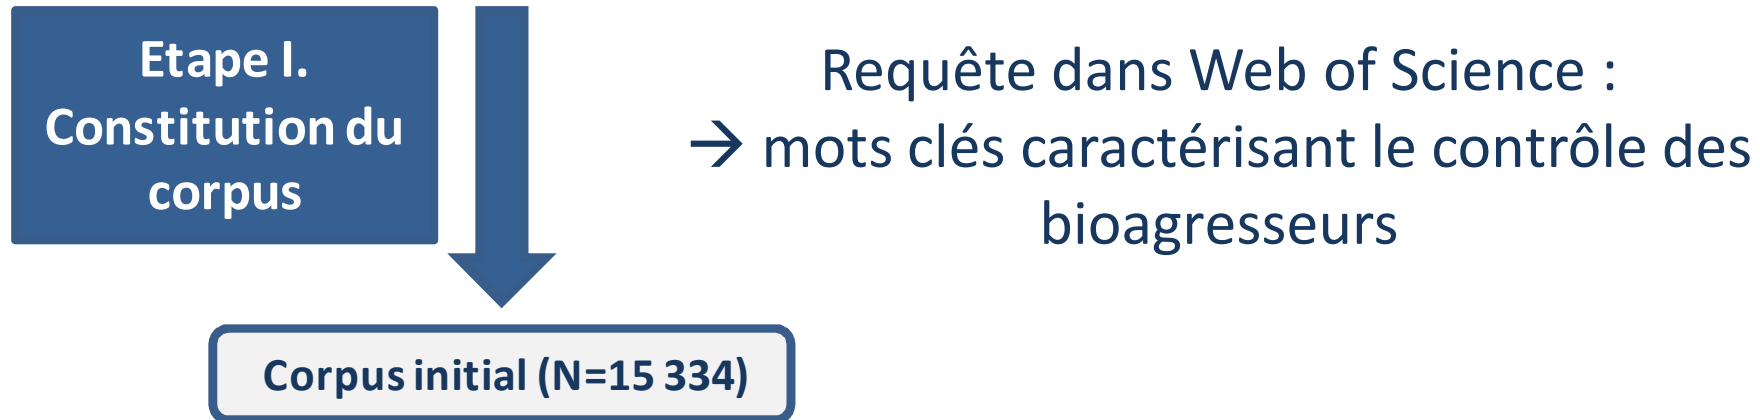 Etape I.
Constitution du
corpus
Requête dans Web of Science :
→ mots clés caractérisant le contrôle des
bioagresseurs
Corpus initial (N=15 334)